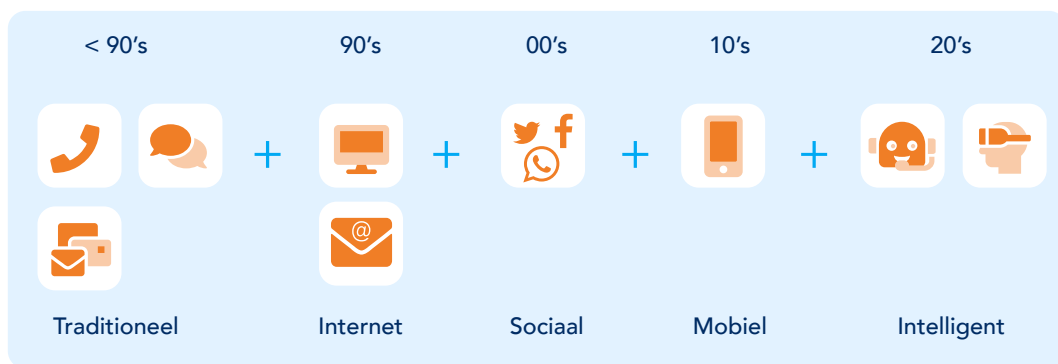 < 90’s
90’s
00’s
10’s
20’s
@
Traditioneel
Internet
Sociaal
Mobiel
Intelligent